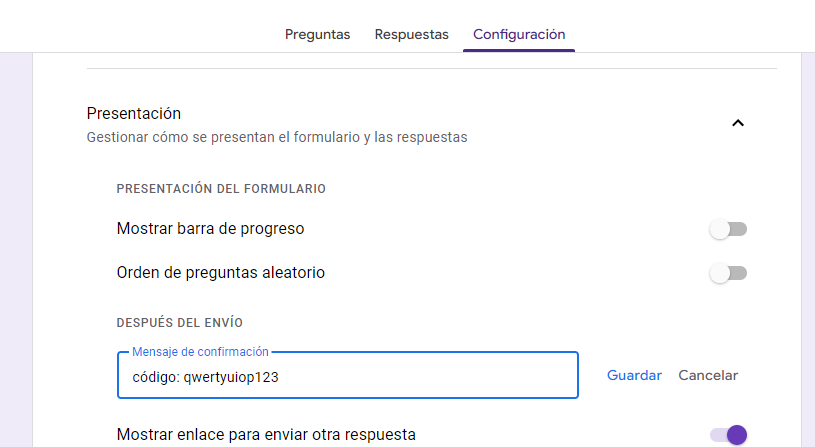 Preguntas Respuestas Configuración
Presentación
Gestionar cómo se presentan el formulario y las respuestas
PRESENTACIÓN DEL FORMULARIO
Mostrar barra de progreso
Orden de preguntas aleatorio
DESPUÉS DEL ENVÍO
Mensaje de confirmación
código: qwertyuiop123 Guardar Cancelar
Mostrar enlace para enviar otra respuesta